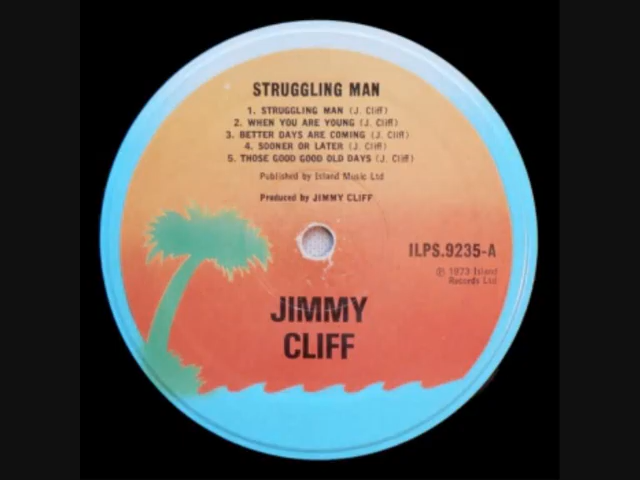 STRUGGLING MAN
1. STRUGGLING MAN (J. Cliff)
2. WHEN YOU ARE YOUNG (J. Cliff)
3. BETTER DAYS ARE COMING (J. Cliff)
4. SOONER OR LATER (J. Cliff)
5. THOSE GOOD GOOD OLD DAYS (J. Cliff)
Published by Island Music Ltd
Produced by JIMMY CLIFF
ILPS.9235-A
℗ 1973 Island
Records Ltd
JIMMY
CLIFF